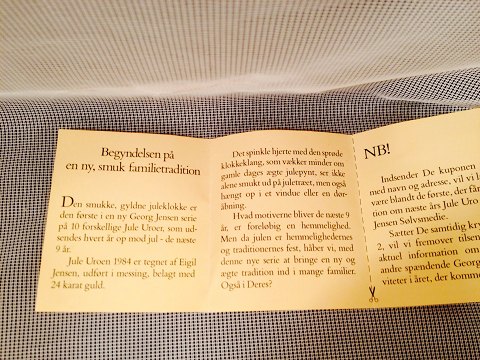 Begyndelsen på
en ny, smuk familietradition
Den smukke, gyldne juleklokke er
den første i en ny Georg Jensen serie
på 10 forskellige Jule Uroer, som ud-
sendes hvert år op mod jul - de næste
9 år.
Jule Uroen 1984 er tegnet af Eigil
Jensen, udført i messing, belagt med
24 karat guld.
Det spinkle hjerte med den sprøde
klokkeklang, som vækker minder om
gamle dages ægte julepynt, ser ikke
alene smukt ud på juletræet, men også
hængt op i et vindue eller en dør-
åbning.
Hvad motiverne bliver de næste 9
år, er foreløbig en hemmelighed.
Men da julen er hemmelighedernes
og traditionernes fest, håber vi, med
denne nye serie at bringe en ny og
ægte tradition ind i mange familier.
Også i Deres?
NB!
Indsender De kuponen
med navn og adresse, vil vi l
være blandt de første, der får
tion om næste års Jule Uro
Jensen Sølvsmedie.
Sætter De samtidig kry
2, vil vi fremover tilsen
aktuel information om
andre spændende Georg
viteter i året, der komme